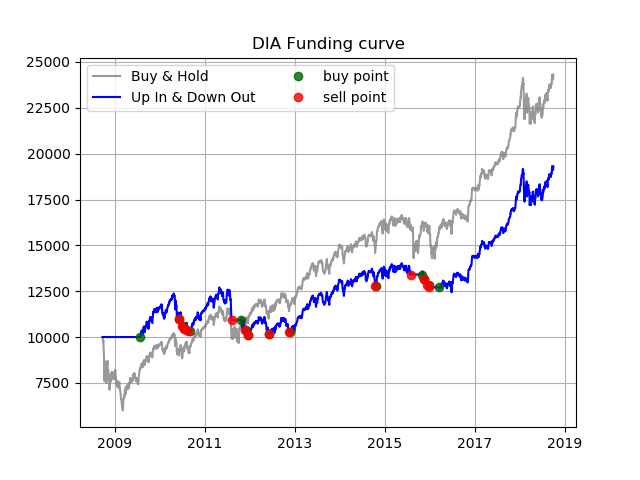 DIA Funding curve
Buy & Hold
Up In & Down Out
buy point
sell point
25000
22500
20000
17500
15000
12500
10000
7500
2009 2011 2013 2015 2017 2019